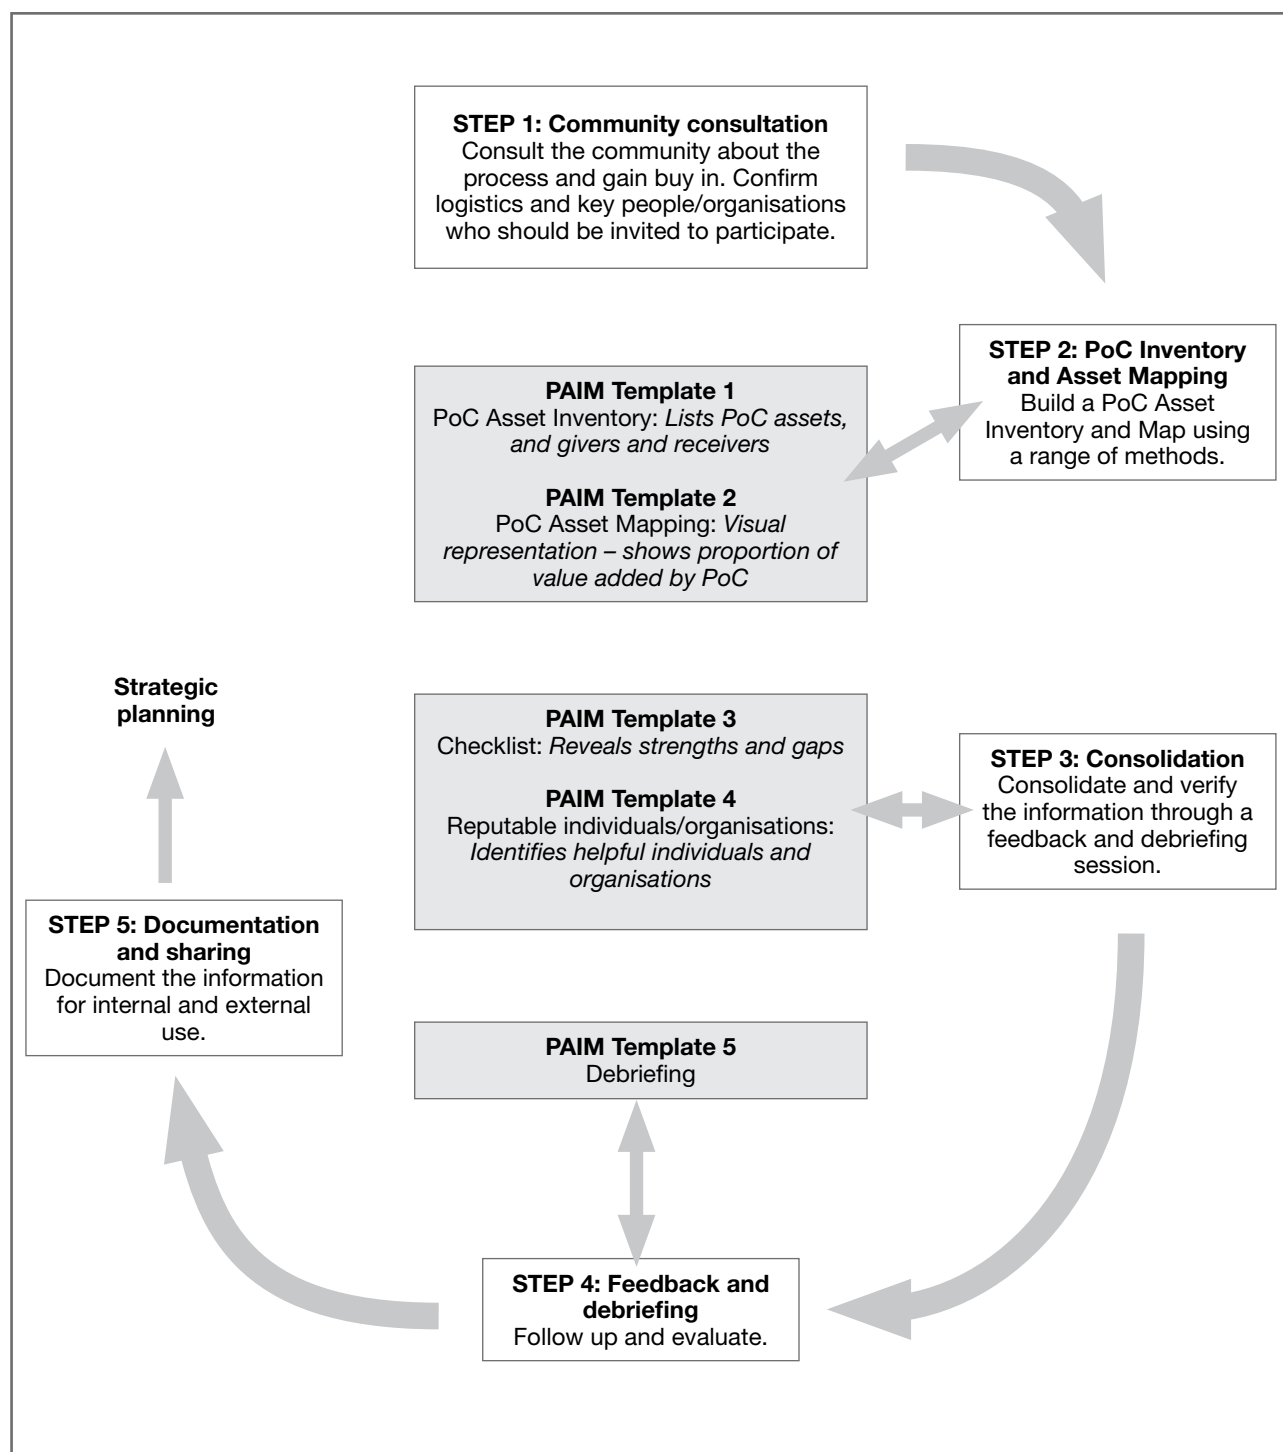 STEP 1: Community consultation
Consult the community about the
process and gain buy in. Confirm
logistics and key people/organisations
who should be invited to participate.
STEP 2: PoC Inventory
and Asset Mapping
Build a PoC Asset
Inventory and Map using
a range of methods.
PAIM Template 1
PoC Asset Inventory: Lists PoC assets,
and givers and receivers
PAIM Template 2
PoC Asset Mapping: Visual
representation – shows proportion of
value added by PoC
Strategic
planning
PAIM Template 3
Checklist: Reveals strengths and gaps
PAIM Template 4
Reputable individuals/organisations:
Identifies helpful individuals and
organisations
STEP 3: Consolidation
Consolidate and verify
the information through a
feedback and debriefing
session.
STEP 5: Documentation
and sharing
Document the information
for internal and external
use.
PAIM Template 5
Debriefing
STEP 4: Feedback and
debriefing
Follow up and evaluate.